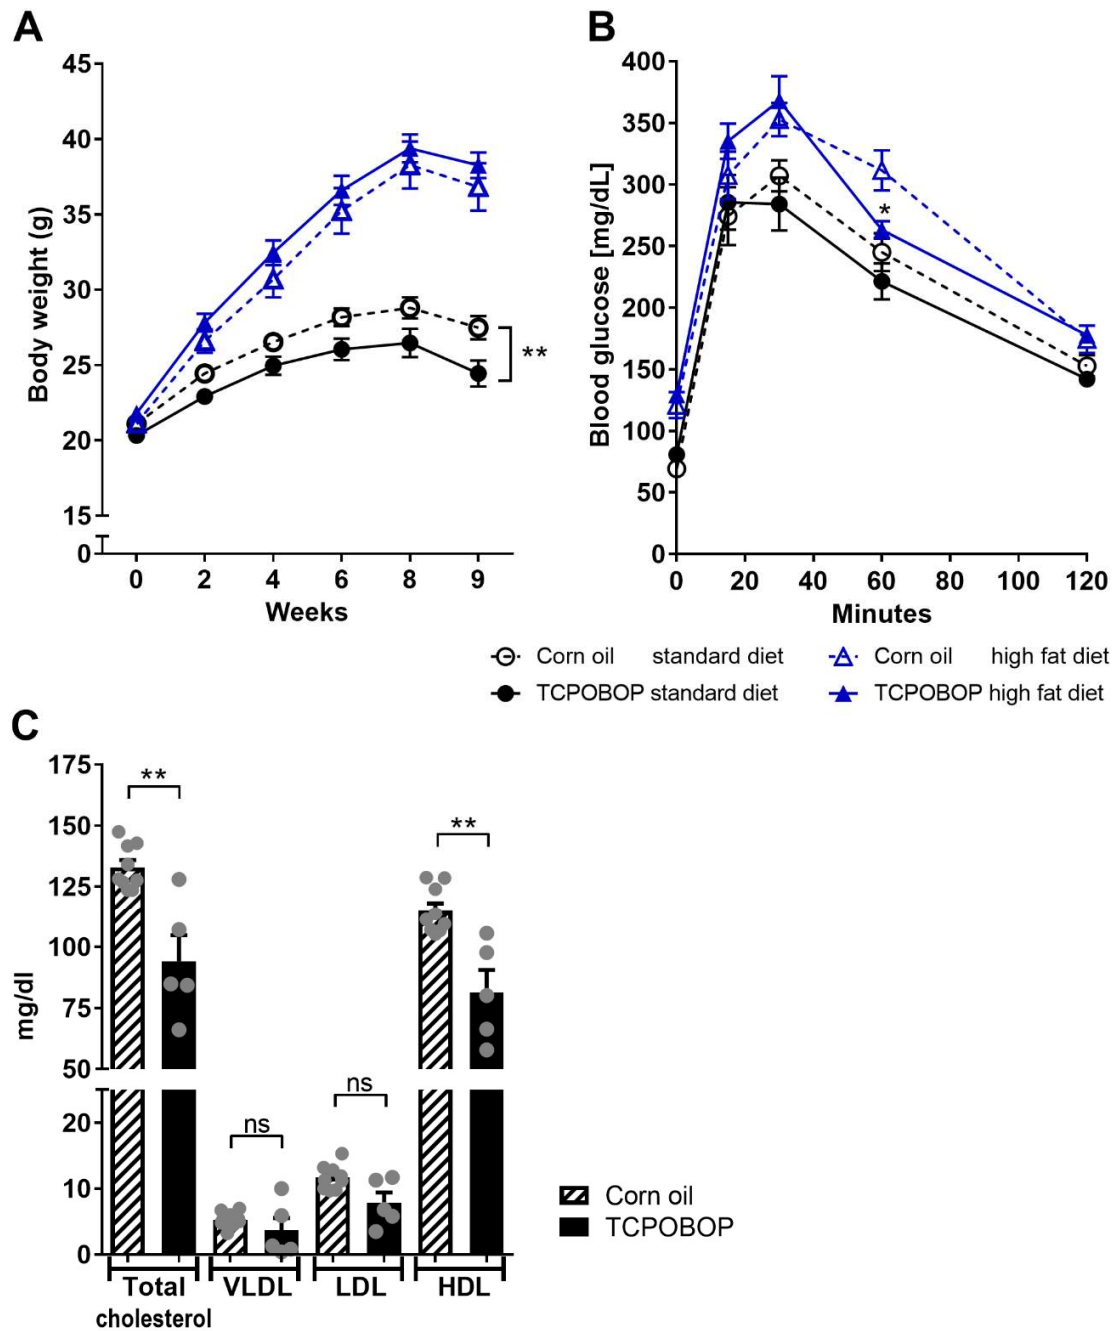 A
B
45
40
35
30
25
20
15
0
Body weight (g)
**
0 2 4 6 8 9
Weeks
400
350
300
250
200
150
100
50
0
Blood glucose [mg/dL]
*
0 20 40 60 80 100 120
Minutes
Corn oil standard diet
Corn oil high fat diet
TCPOBOP standard diet
TCPOBOP high fat diet
C
175
150
125
100
75
50
20
10
0
mg/dl
**
ns
ns
**
Total VLDL LDL HDL
cholesterol
Corn oil
TCPOBOP